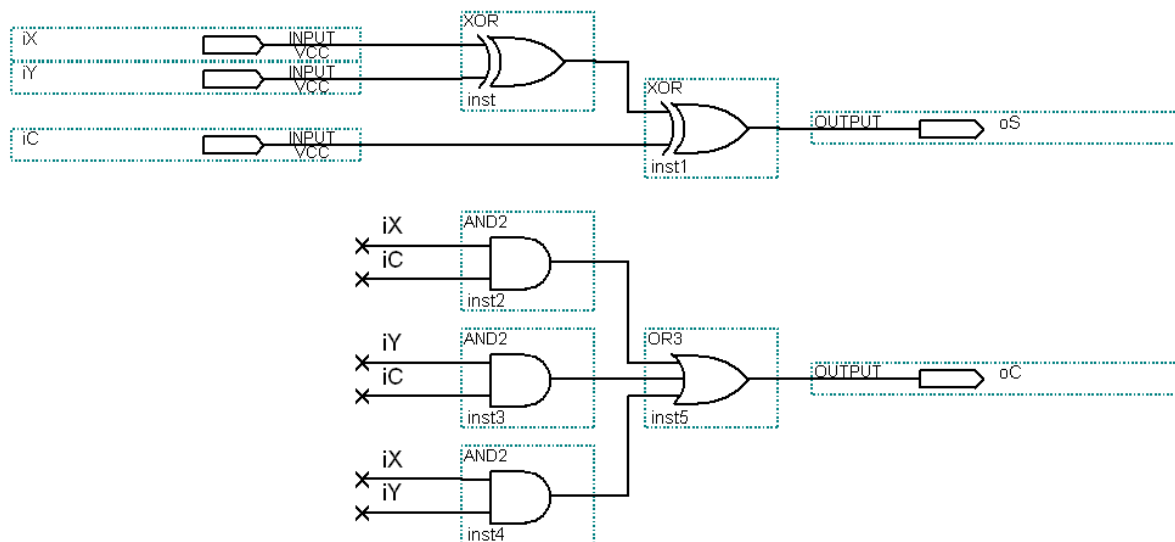 XOR
iX INPUT
VCC
iY INPUT
VCC
inst
XOR
OUTPUT oS
iC INPUT
VCC
inst1
iX
AND2
iC
inst2
iY
AND2
OR3
iC
OUTPUT oC
inst3
inst5
iX
AND2
iY
inst4